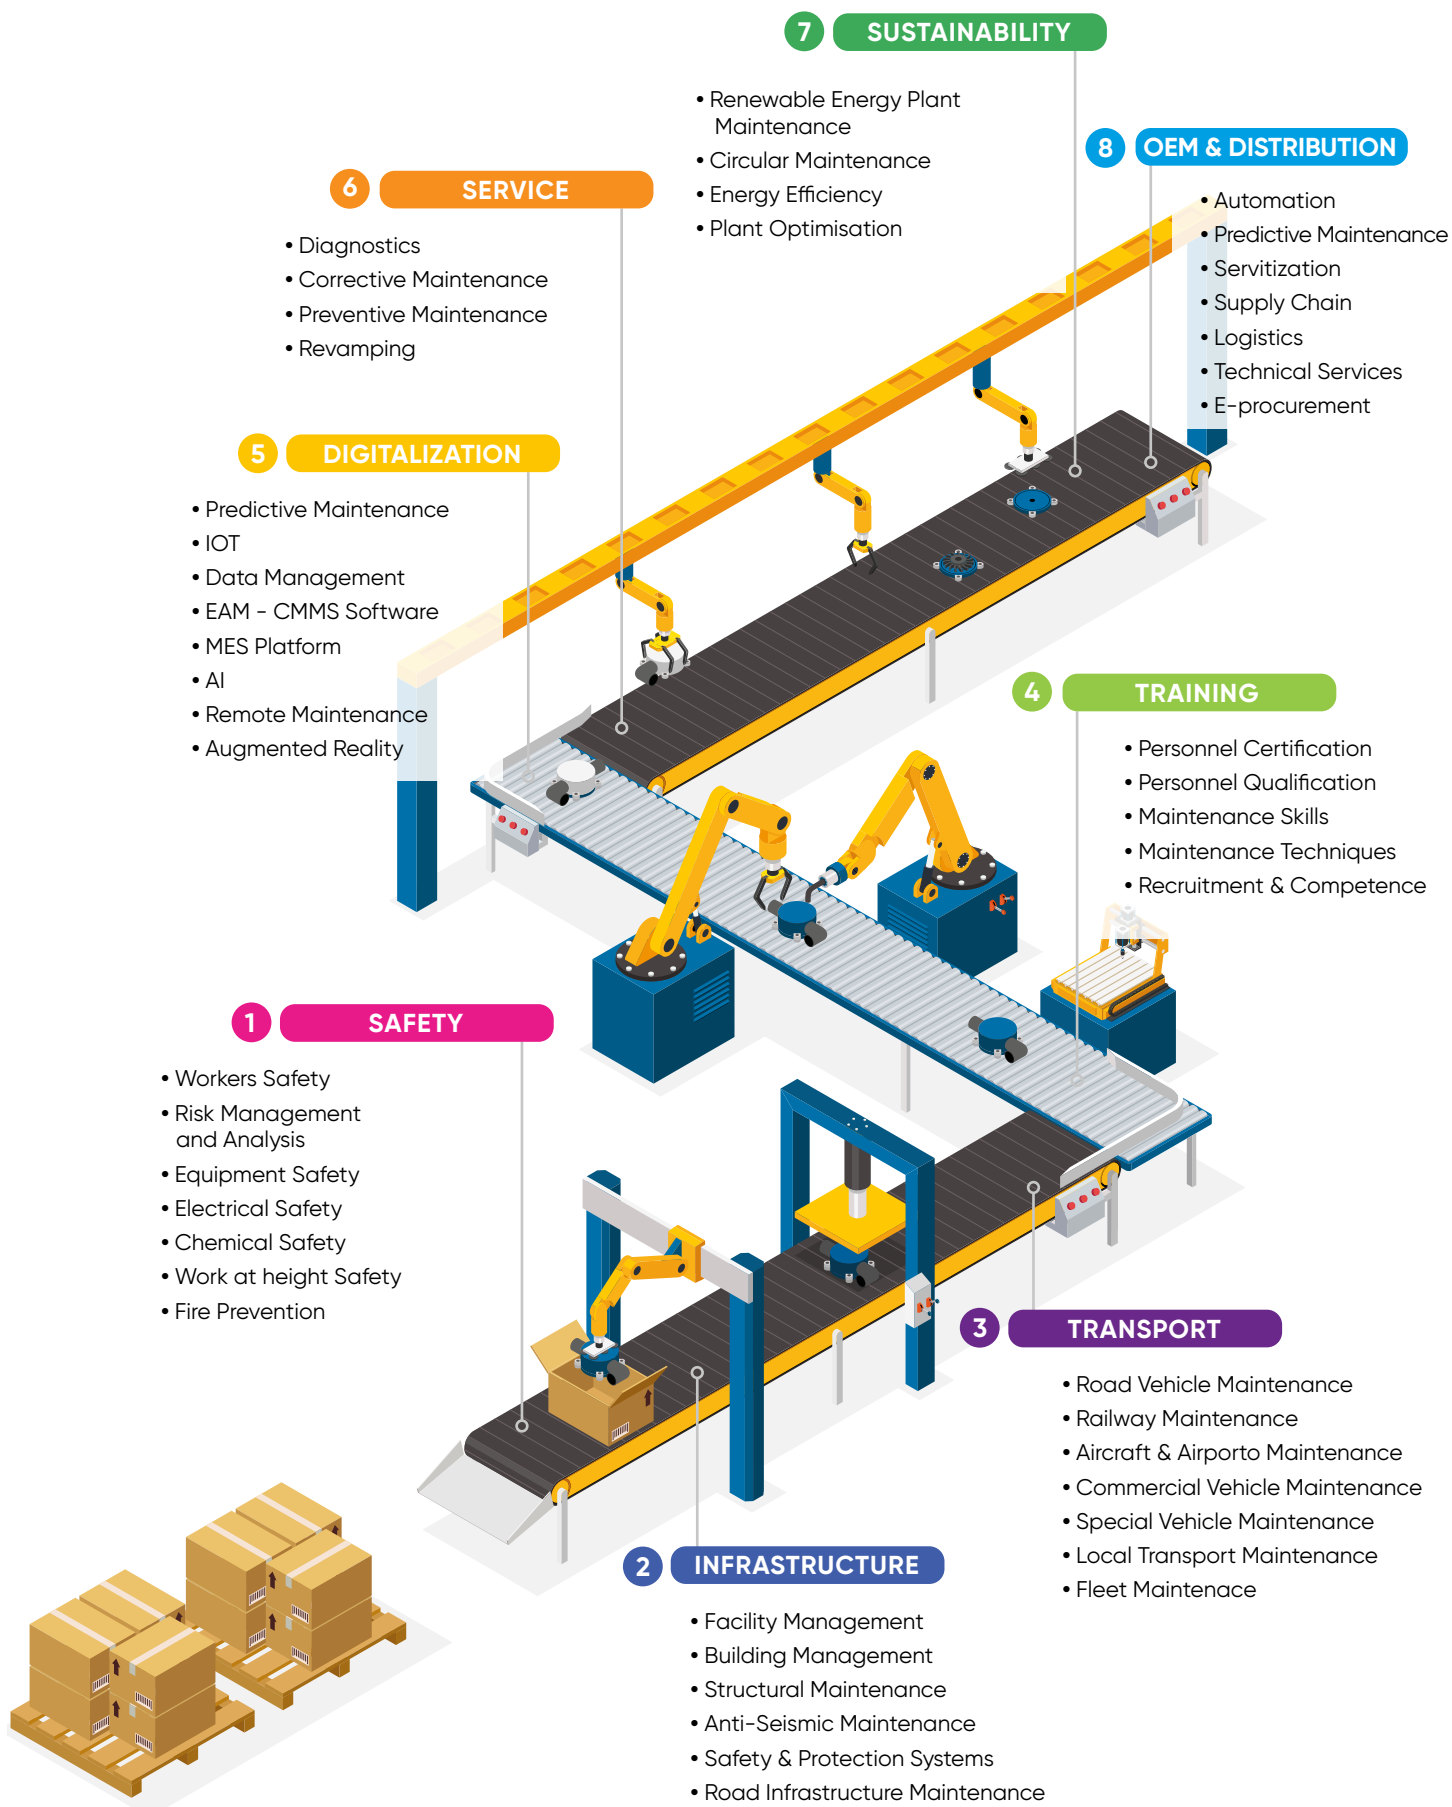 7 SUSTAINABILITY
• Renewable Energy Plant
Maintenance
• Circular Maintenance
• Energy Efficiency
• Plant Optimisation
8 OEM & DISTRIBUTION
• Automation
• Predictive Maintenance
• Servitization
• Supply Chain
• Logistics
• Technical Services
• E-procurement
6 SERVICE
• Diagnostics
• Corrective Maintenance
• Preventive Maintenance
• Revamping
5 DIGITALIZATION
• Predictive Maintenance
• IOT
• Data Management
• EAM - CMMS Software
• MES Platform
• AI
• Remote Maintenance
• Augmented Reality
4 TRAINING
• Personnel Certification
• Personnel Qualification
• Maintenance Skills
• Maintenance Techniques
• Recruitment & Competence
1 SAFETY
• Workers Safety
• Risk Management
and Analysis
• Equipment Safety
• Electrical Safety
• Chemical Safety
• Work at height Safety
• Fire Prevention
3 TRANSPORT
• Road Vehicle Maintenance
• Railway Maintenance
• Aircraft & Airporto Maintenance
• Commercial Vehicle Maintenance
• Special Vehicle Maintenance
• Local Transport Maintenance
• Fleet Maintenace
2 INFRASTRUCTURE
• Facility Management
• Building Management
• Structural Maintenance
• Anti-Seismic Maintenance
• Safety & Protection Systems
• Road Infrastructure Maintenance